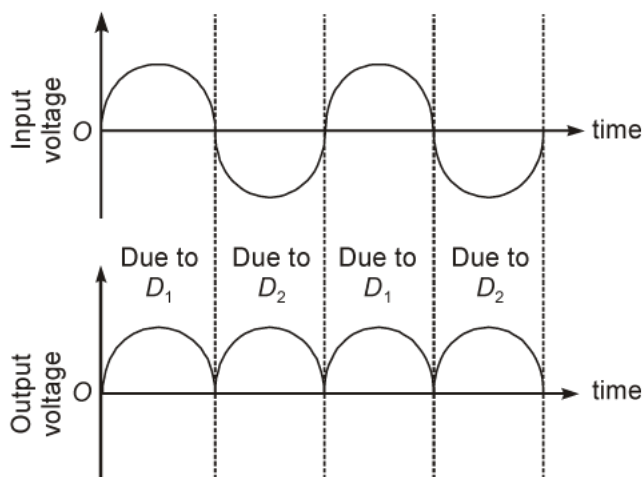 Input
voltage
O
time
Due to
D₁
Due to
D₂
Due to
D₁
Due to
D₂
Output
voltage
O
time